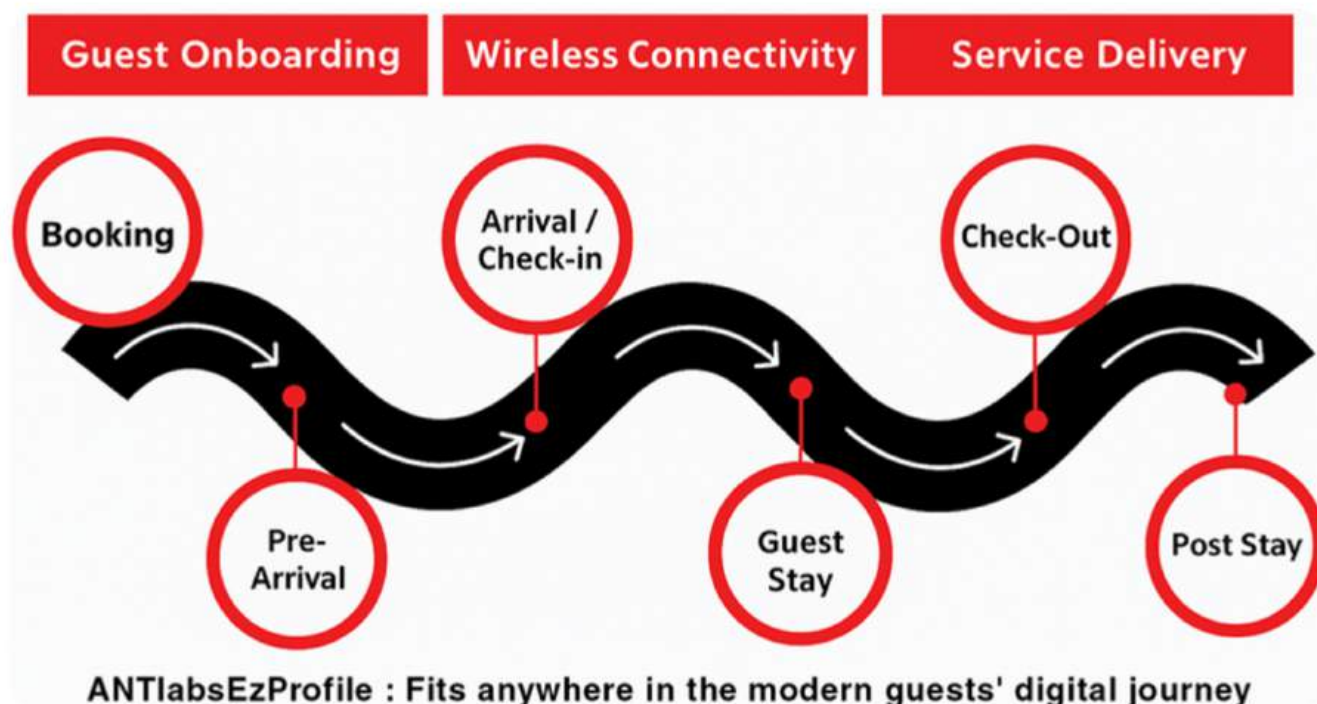 Guest Onboarding
Wireless Connectivity
Service Delivery
Booking
Arrival /
Check-in
Check-Out
Pre-
Arrival
Guest
Stay
Post Stay
ANTlabsEzProfile : Fits anywhere in the modern guests' digital journey